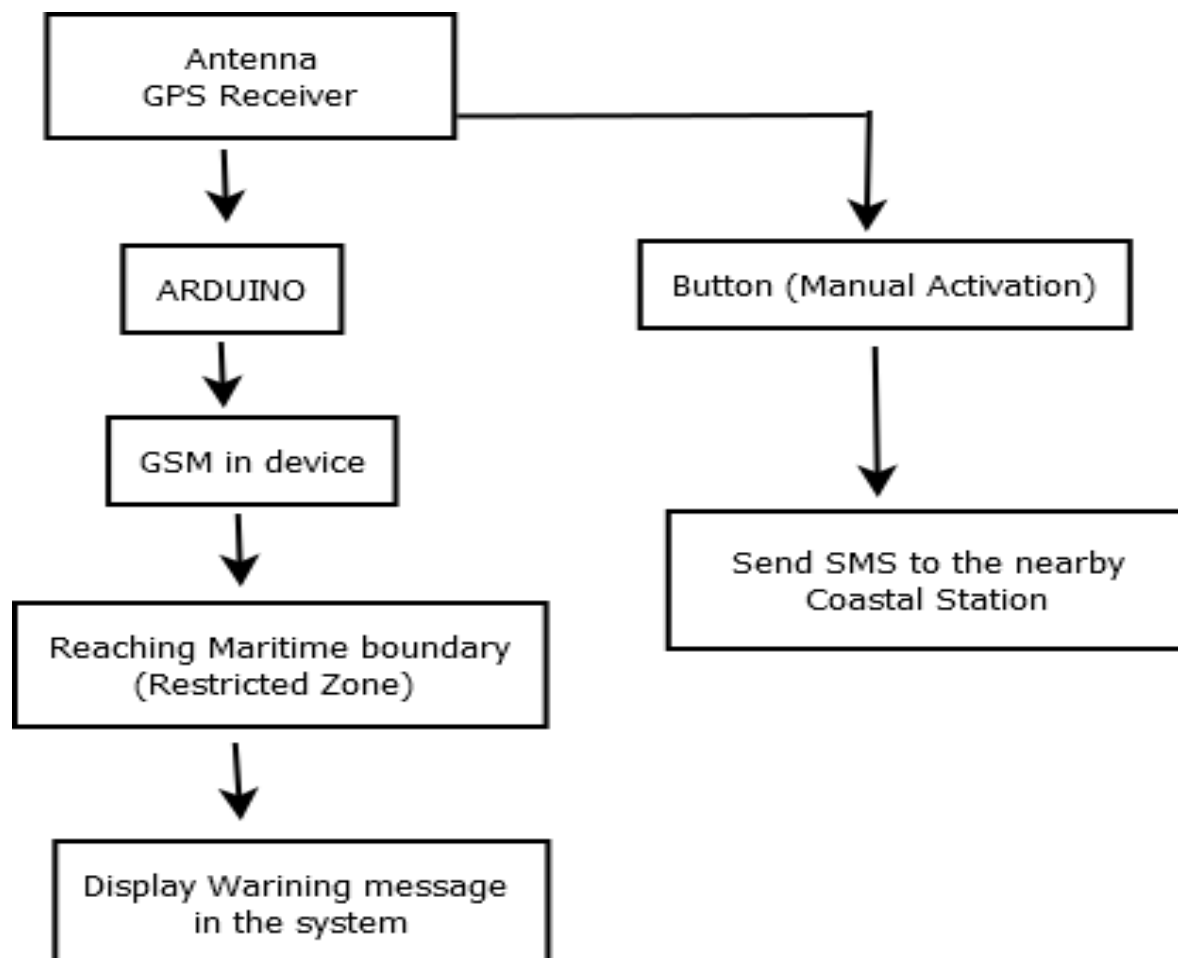 Antenna
GPS Receiver
ARDUINO
GSM in device
Reaching Maritime boundary
(Restricted Zone)
Display Warining message
in the system
Button (Manual Activation)
Send SMS to the nearby
Coastal Station